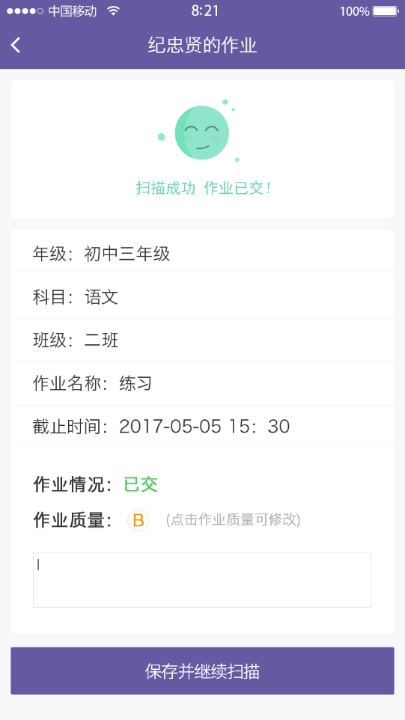 中国移动 8:21 100%
纪忠贤的作业
扫描成功 作业已交!
年级：初中三年级
科目：语文
班级：二班
作业名称：练习
截止时间：2017-05-05 15：30
作业情况：已交
作业质量：B (点击作业质量可修改)
保存并继续扫描